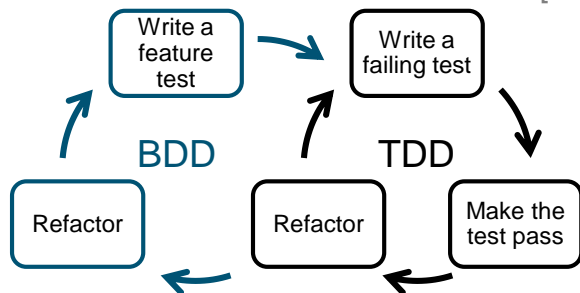 Write a
feature
test
Write a
failing test
BDD
TDD
Refactor
Refactor
Make the
test pass